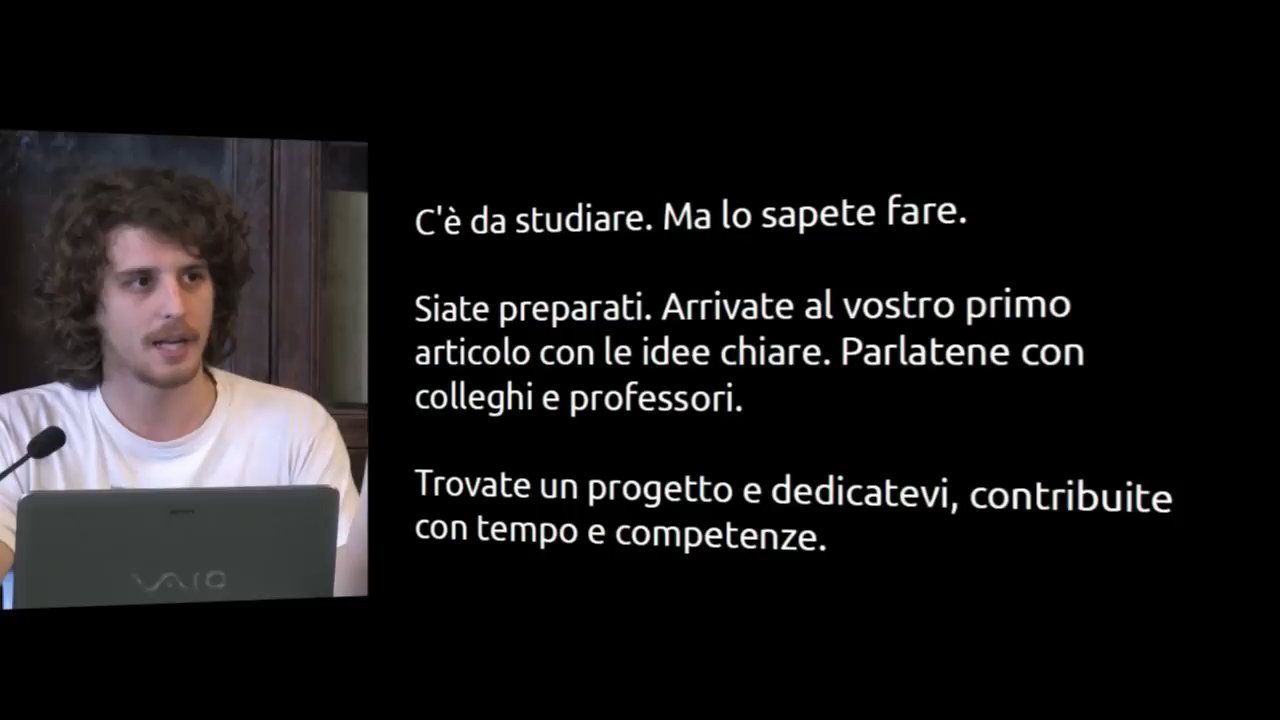 C'è da studiare. Ma lo sapete fare.
Siate preparati. Arrivate al vostro primo
articolo con le idee chiare. Parlatene con
colleghi e professori.
Trovate un progetto e dedicatevi, contribuite
con tempo e competenze.
VAIO